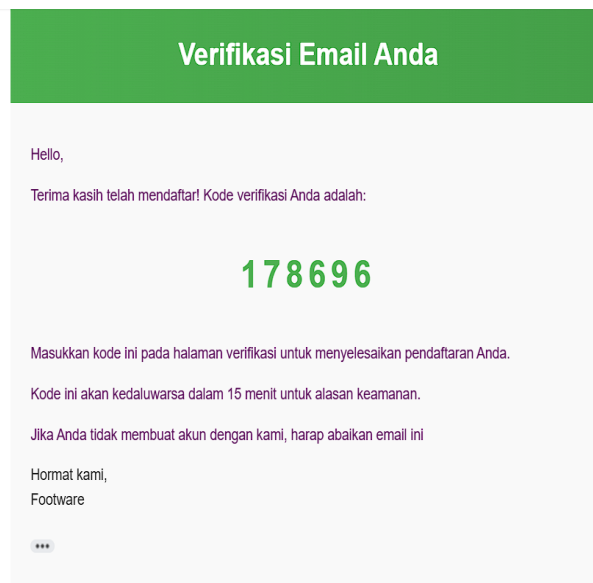 Verifikasi Email Anda
Hello,
Terima kasih telah mendaftar! Kode verifikasi Anda adalah:
178696
Masukkan kode ini pada halaman verifikasi untuk menyelesaikan pendaftaran Anda.
Kode ini akan kedaluwarsa dalam 15 menit untuk alasan keamanan.
Jika Anda tidak membuat akun dengan kami, harap abaikan email ini
Hormat kami,
Footware